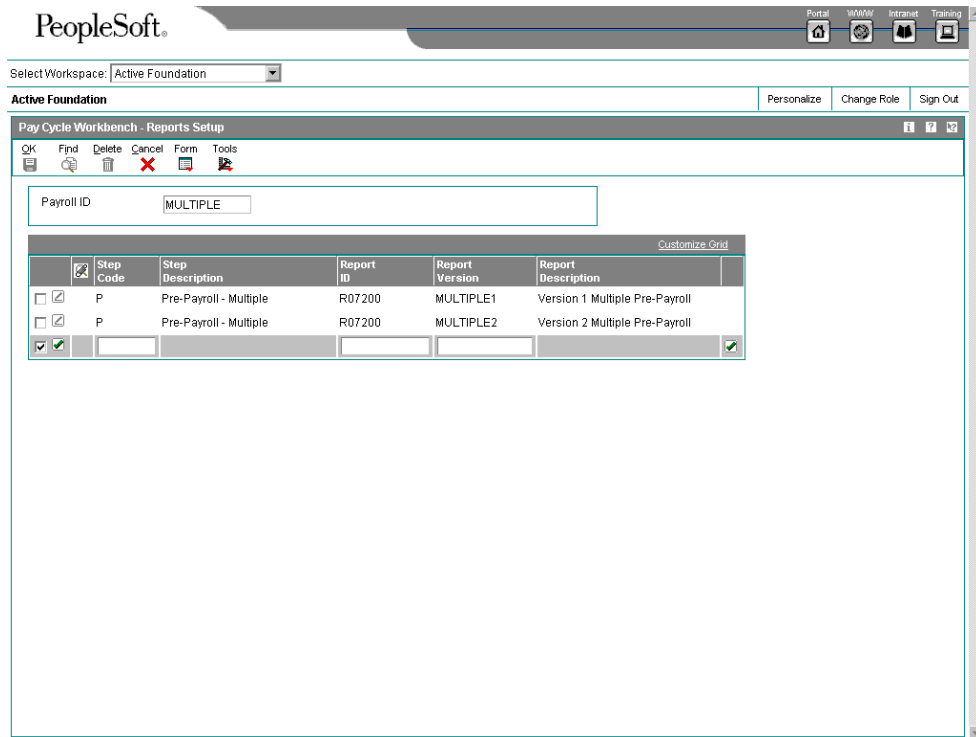 PeopleSoft®
Portal WWW Intranet Training
Select Workspace: Active Foundation
Active Foundation
Personalize Change Role Sign Out
Pay Cycle Workbench - Reports Setup
OK Find Delete Cancel Form Tools
Payroll ID MULTIPLE
Customize Grid
Step Code Step Description Report ID Report Version Report Description
P Pre-Payroll - Multiple R07200 MULTIPLE1 Version 1 Multiple Pre-Payroll
P Pre-Payroll - Multiple R07200 MULTIPLE2 Version 2 Multiple Pre-Payroll